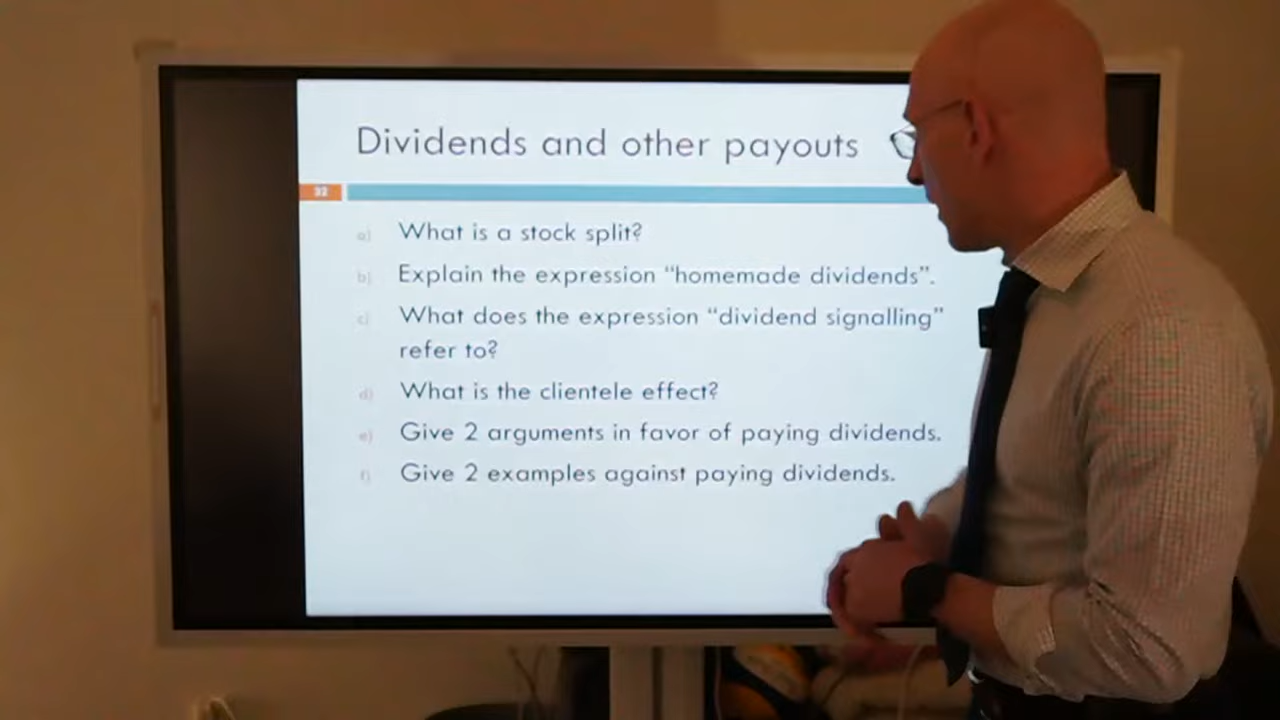 Dividends and other payouts
32
a) What is a stock split?
b) Explain the expression “homemade dividends”.
c) What does the expression “dividend signalling”
refer to?
d) What is the clientele effect?
e) Give 2 arguments in favor of paying dividends.
f) Give 2 examples against paying dividends.